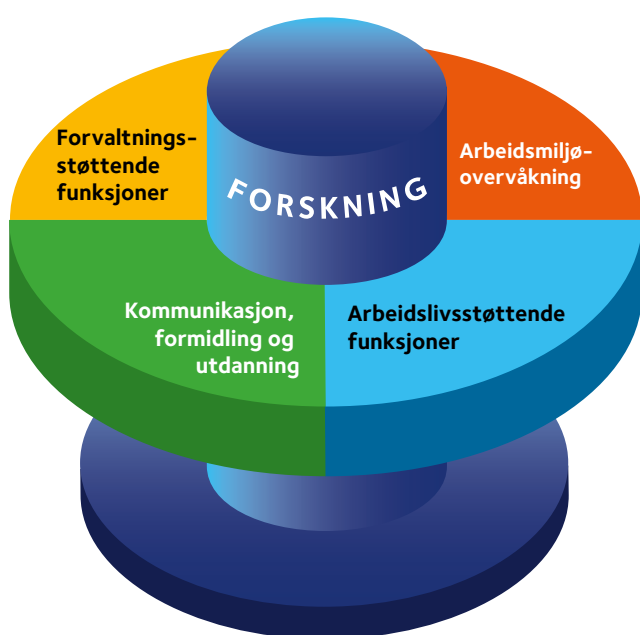 Forvaltnings-
støttende
funksjoner
Arbeidsmiljø-
overvåkning
FORSKNING
Kommunikasjon,
formidling og
utdanning
Arbeidslivsstøttende
funksjoner